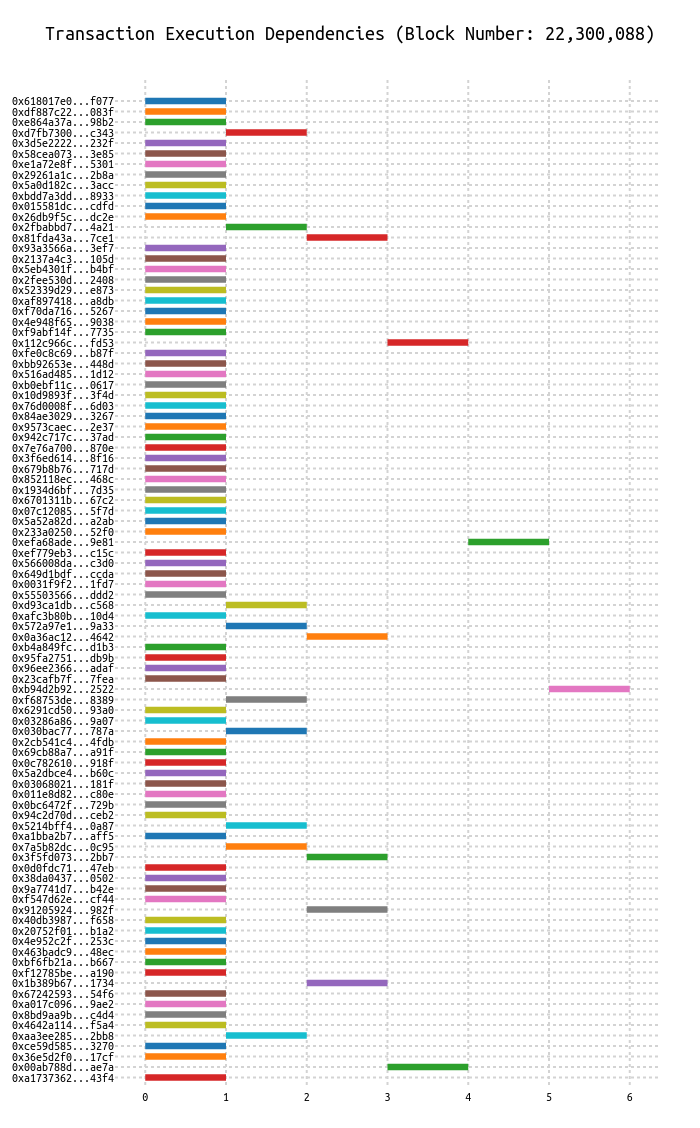 Transaction Execution Dependencies (Block Number: 22,300,088)
0x618017e0...f077
0xdf887c22...083f
0xe864a37a...98b2
0xd7fb7300...c343
0x3d5e2222...232f
0x58cea073...3e85
0xe1a72e8f...5301
0x29261a1c...2b8a
0x5a0d182c...3acc
0xbdd7a3dd...8933
0x015581dc...cdfd
0x26db9f5c...dc2e
0x2fbabbd7...4a21
0x81fda43a...7ce1
0x93a3566a...3ef7
0x2137a4c3...105d
0x5eb4301f...b4bf
0x2fee530d...2408
0x52339d29...e873
0xaf897418...a8db
0xf70da716...5267
0x4e948f65...9038
0xf9abf14f...7735
0x112c966c...fd53
0xfe0c8c69...b87f
0xbb92653e...448d
0x516ad485...1d12
0xb0ebf11c...0617
0x10d9893f...3f4d
0x76d0008f...6d03
0x84ae3029...3267
0x9573caec...2e37
0x942c717c...37ad
0x7e76a700...870e
0x3f6ed614...8f16
0x679b8b76...717d
0x852118ec...468c
0x1934d6bf...7d35
0x6701311b...67c2
0x07c12085...5f7d
0x5a52a82d...a2ab
0x233a0250...52f0
0xefa68ade...9e81
0xef779eb3...c15c
0x566008da...c3d0
0x649d1bdf...ccda
0x0031f9f2...1fd7
0x55503566...ddd2
0xd93ca1db...c568
0xafc3b80b...10d4
0x572a97e1...9a33
0x0a36ac12...4642
0xb4a849fc...d1b3
0x95fa2751...db9b
0x96ee2366...adaf
0x23cafb7f...7fea
0xb94d2b92...2522
0xf68753de...8389
0x6291cd50...93a0
0x03286a86...9a07
0x030bac77...787a
0x2cb541c4...4fdb
0x69cb88a7...a91f
0x0c782610...918f
0x5a2dbce4...b60c
0x03068021...181f
0x011e8d82...c80e
0x0bc6472f...729b
0x94c2d70d...ceb2
0x5214bff4...0a87
0xa1bba2b7...aff5
0x7a5b82dc...0c95
0x3f5fd073...2bb7
0x0d0fdc71...47eb
0x38da0437...0502
0x9a7741d7...b42e
0xf547d62e...cf44
0x91205924...982f
0x40db3987...f658
0x20752f01...b1a2
0x4e952c2f...253c
0x463badc9...48ec
0xbf6fb21a...b667
0xf12785be...a190
0x1b389b67...1734
0x67242593...54f6
0xa017c096...9ae2
0x8bd9aa9b...c4d4
0x4642a114...f5a4
0xaa3ee285...2bb8
0xce59d585...3270
0x36e5d2f0...17cf
0x00ab788d...ae7a
0xa1737362...43f4
0 1 2 3 4 5 6